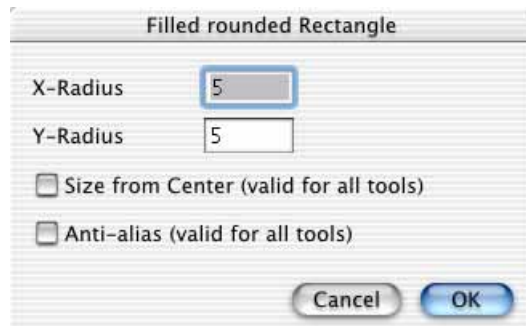 Filled rounded Rectangle
X-Radius 5
Y-Radius 5
Size from Center (valid for all tools)
Anti-alias (valid for all tools)
Cancel OK